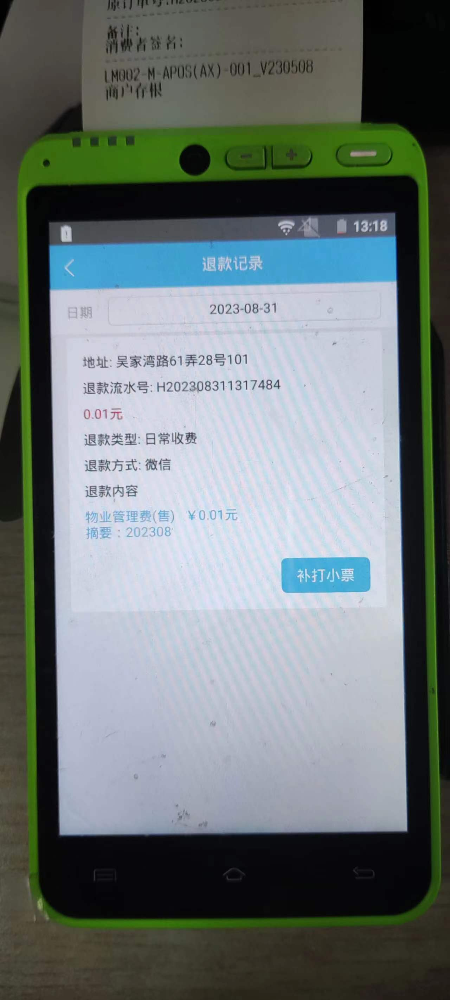 原订单号:H20230
备注:
消费者签名:
LM002-M-APOS(AX)-001_V230508
商户存根
13:18
退款记录
日期
2023-08-31
地址: 吴家湾路61弄28号101
退款流水号: H202308311317484
0.01元
退款类型: 日常收费
退款方式: 微信
退款内容
物业管理费(售) ￥0.01元
摘要：202308
补打小票